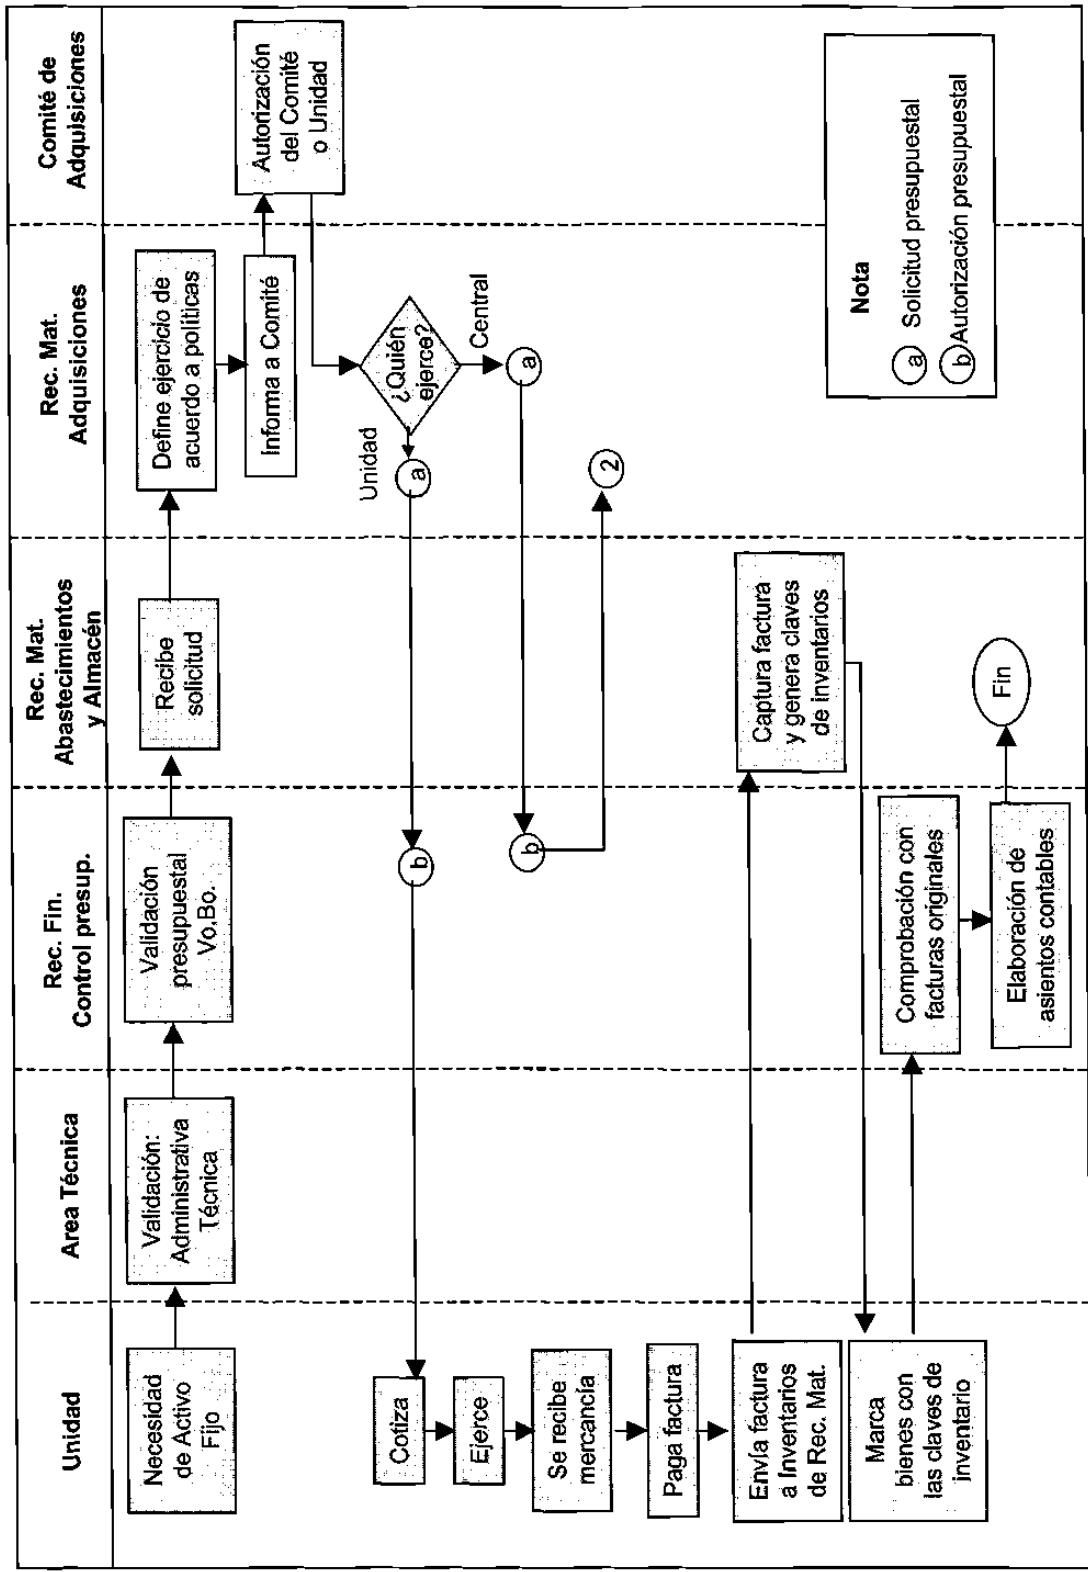 Unidad
Area Técnica
Rec. Fin.
Control presup.
Rec. Mat.
Abastecimientos
y Almacén
Rec. Mat.
Adquisiciones
Comité de
Adquisiciones
Necesidad
de Activo
Fijo
Validación:
Administrativa
Técnica
Validación
presupuestal
Vo.Bo.
Recibe
solicitud
Define ejercicio de
acuerdo a políticas
Informa a Comité
Autorización
del Comité
o Unidad
¿Quién
ejerce?
Unidad
Central
a
a
b
b
2
Cotiza
Ejerce
Se recibe
mercancía
Paga factura
Envía factura
a Inventarios
de Rec. Mat.
Captura factura
y genera claves
de inventarios
Marca
bienes con
las claves de
inventario
Comprobación con
facturas originales
Elaboración de
asientos contables
Fin
Nota
a Solicitud presupuestal
b Autorización presupuestal